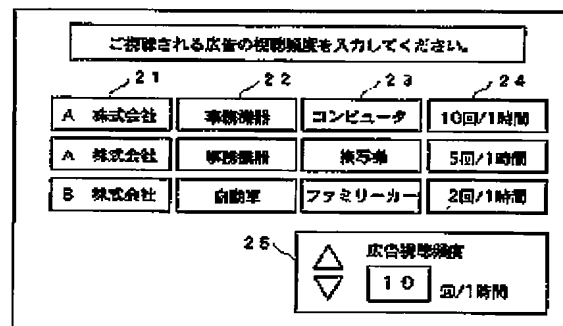 ご視聴される広告の視聴頻度を入力してください。
21 22 23 24
A 株式会社 事務機器 コンピュータ 10回/1時間
A 株式会社 事務機器 複写機 5回/1時間
B 株式会社 自動車 ファミリーカー 2回/1時間
25
広告視聴頻度
10 回/1時間